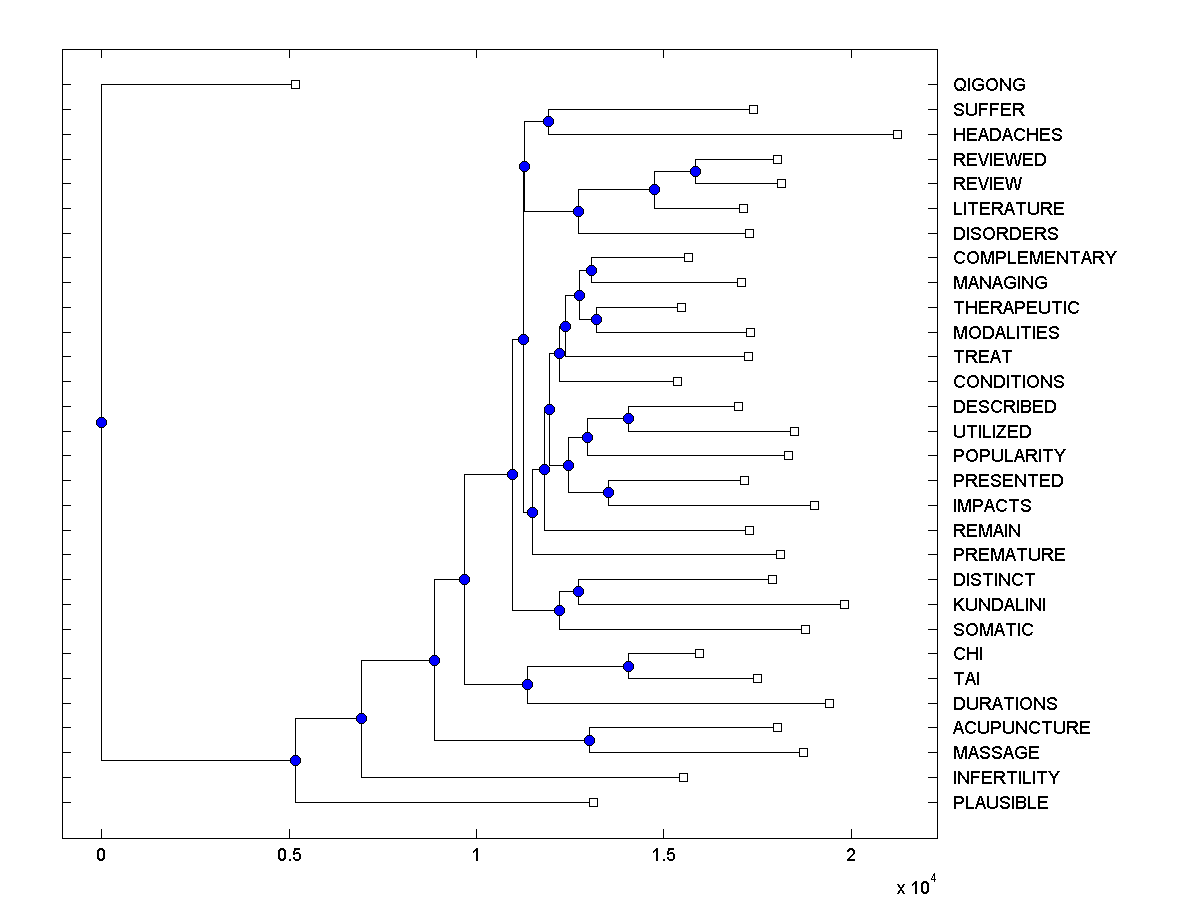 QIGONG
SUFFER
HEADACHES
REVIEWED
REVIEW
LITERATURE
DISORDERS
COMPLEMENTARY
MANAGING
THERAPEUTIC
MODALITIES
TREAT
CONDITIONS
DESCRIBED
UTILIZED
POPULARITY
PRESENTED
IMPACTS
REMAIN
PREMATURE
DISTINCT
KUNDALINI
SOMATIC
CHI
TAI
DURATIONS
ACUPUNCTURE
MASSAGE
INFERTILITY
PLAUSIBLE
0 0.5 1 1.5 2
x 10^4